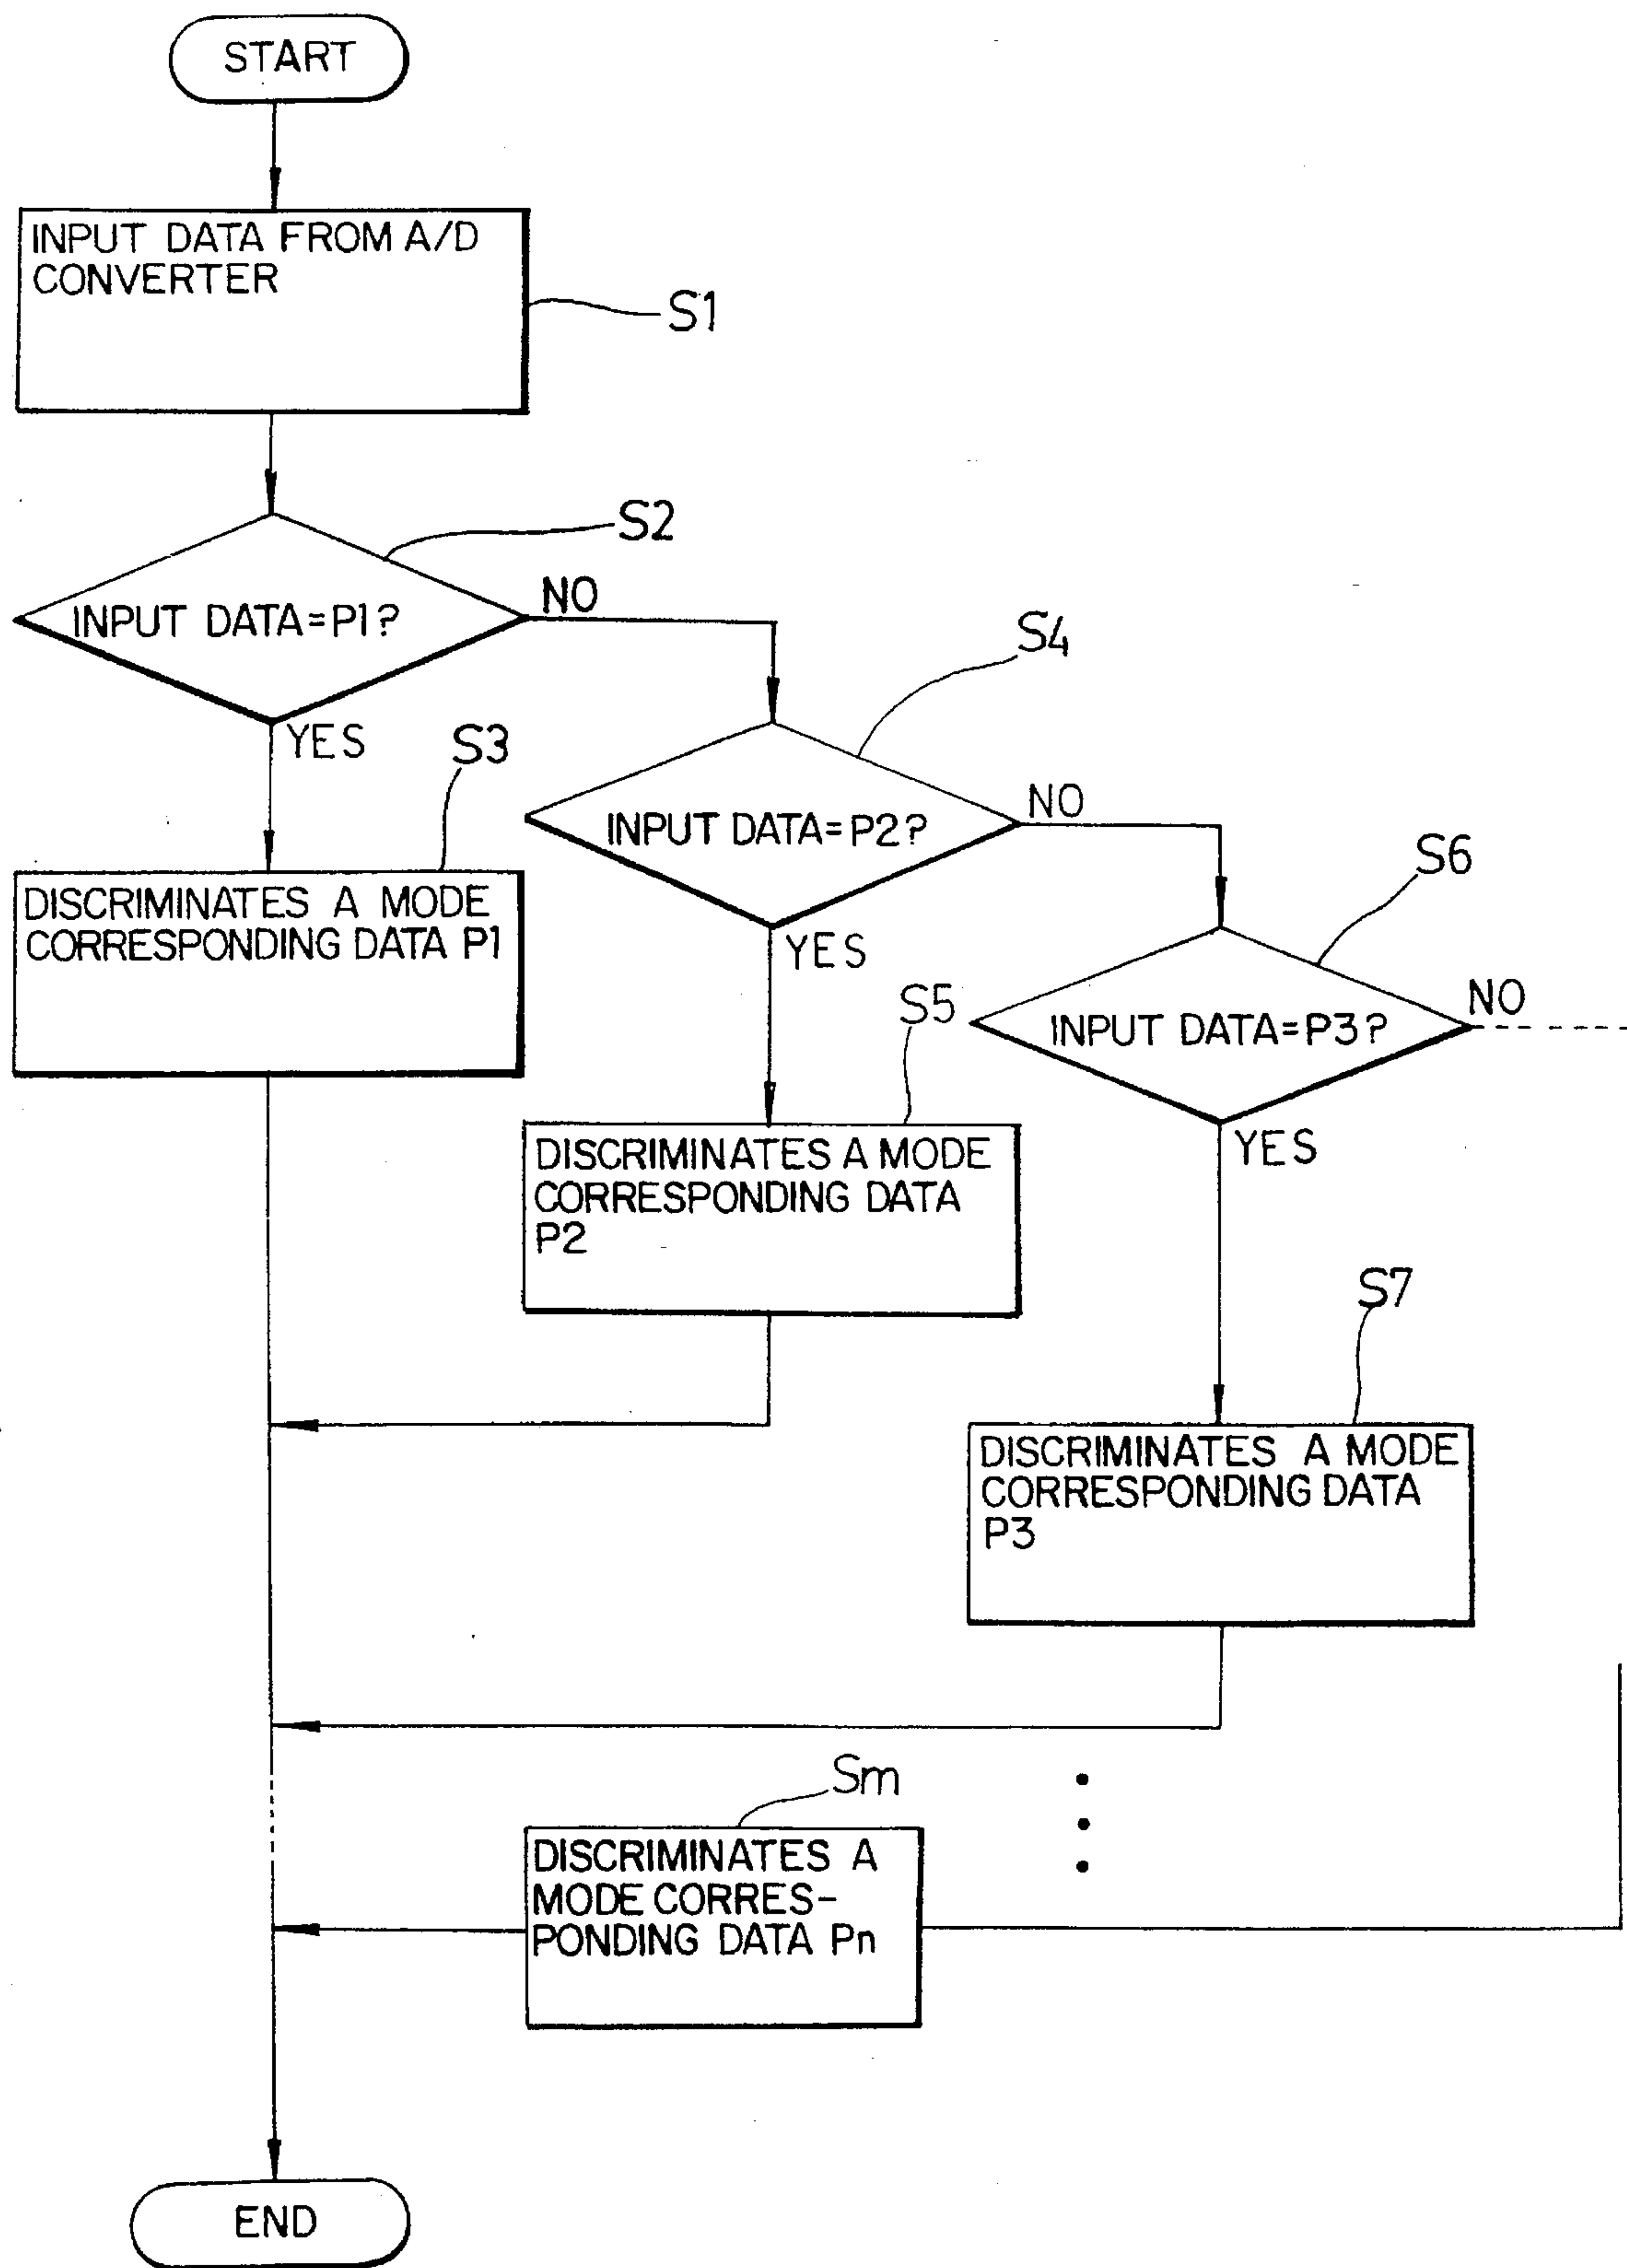 START
INPUT DATA FROM A/D
CONVERTER
S1
S2
INPUT DATA=P1?
NO
YES
S4
S3
INPUT DATA=P2?
NO
YES
DISCRIMINATES A MODE
CORRESPONDING DATA P1
S6
INPUT DATA=P3?
NO
YES
S5
DISCRIMINATES A MODE
CORRESPONDING DATA
P2
S7
DISCRIMINATES A MODE
CORRESPONDING DATA
P3
Sm
DISCRIMINATES A
MODE CORRES-
PONDING DATA Pn
END